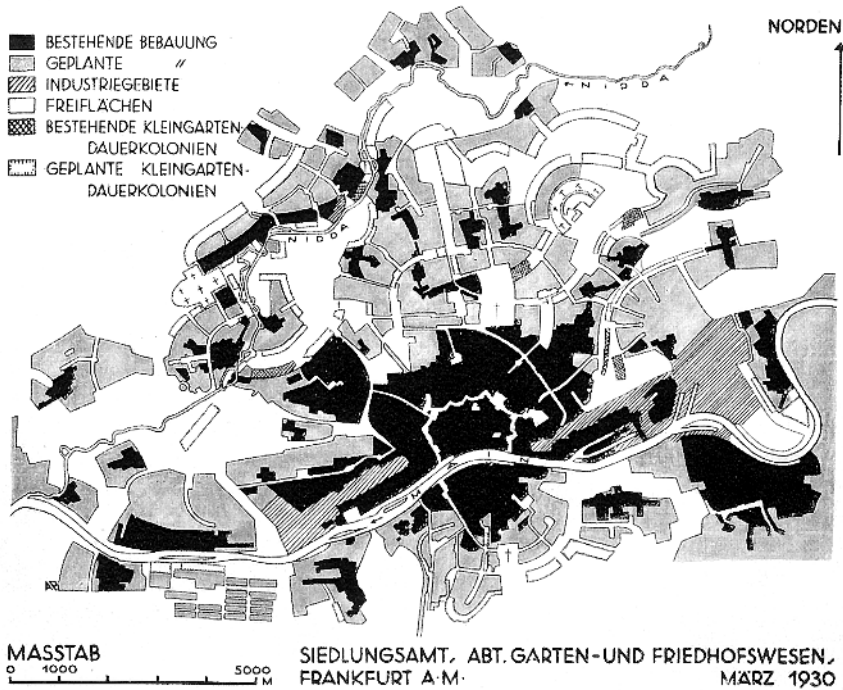 NORDEN
BESTEHENDE BEBAUUNG
GEPLANTE "
INDUSTRIEGEBIETE
FREIFLÄCHEN
BESTEHENDE KLEINGARTEN-
DAUERKOLONIEN
GEPLANTE KLEINGARTEN-
DAUERKOLONIEN
NIDDA
NIDDA
MAIN
MASSTAB
0 1000 5000
M
SIEDLUNGSAMT, ABT. GARTEN-UND FRIEDHOFSWESEN,
FRANKFURT A·M· MÄRZ 1930